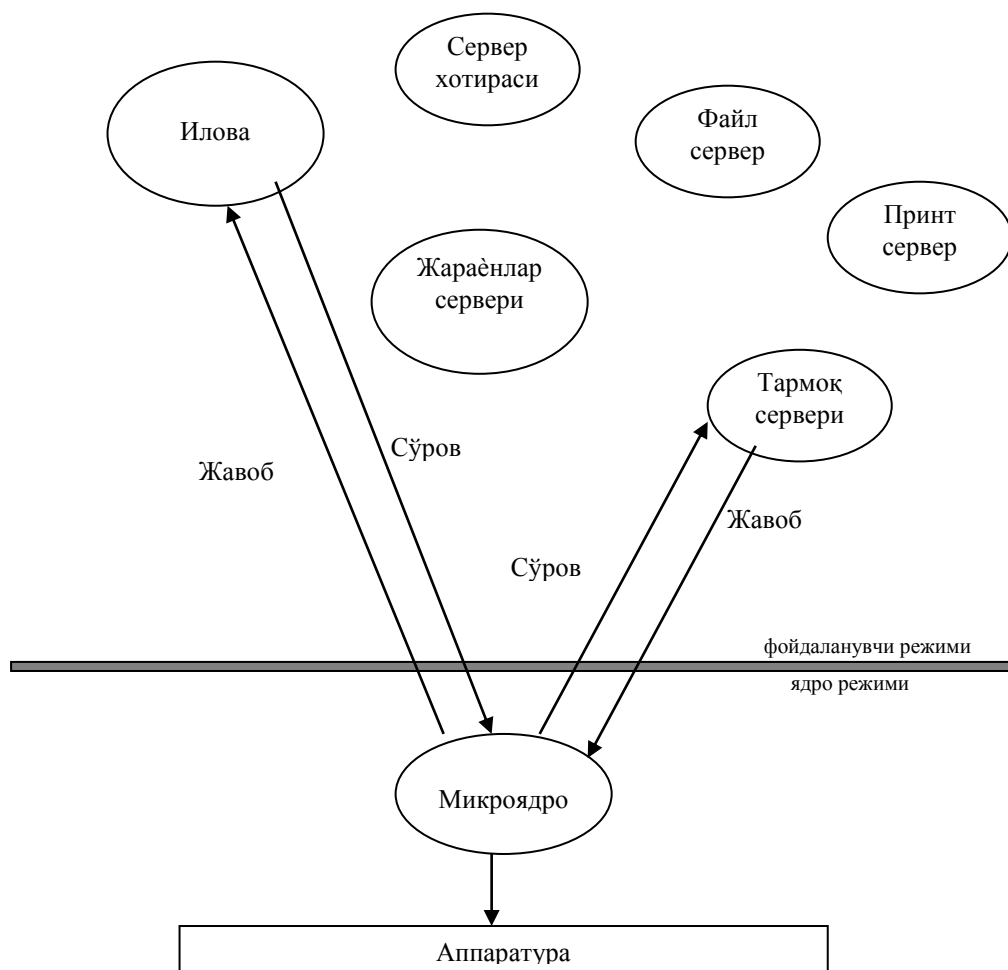 Сервер
хотираси
Илова
Файл
сервер
Принт
сервер
Жараѐнлар
сервери
Тармоқ
сервери
Сўров
Жавоб
Жавоб
Сўров
фойдаланувчи режими
ядро режими
Микроядро
Аппаратура